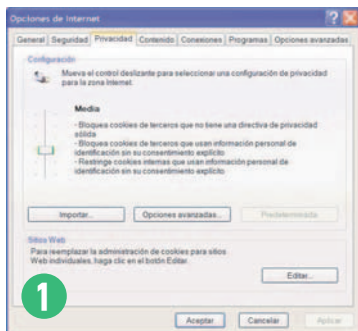 Opciones de Internet
General Seguridad Privacidad Contenido Conexiones Programas Opciones avanzadas
Configuración
Mueva el control deslizante para seleccionar una configuración de privacidad
para la zona Internet.
Media
- Bloquea cookies de terceros que no tiene una directiva de privacidad
sólida
- Bloquea cookies de terceros que usan información personal de
identificación sin su consentimiento explícito
- Restringe cookies internas que usan información personal de
identificación sin su consentimiento explícito
Importar... Opciones avanzadas... Predeterminada
Sitios Web
Para reemplazar la administración de cookies para sitios
Web individuales, haga clic en el botón Editar.
Editar...
1
Aceptar Cancelar Aplicar